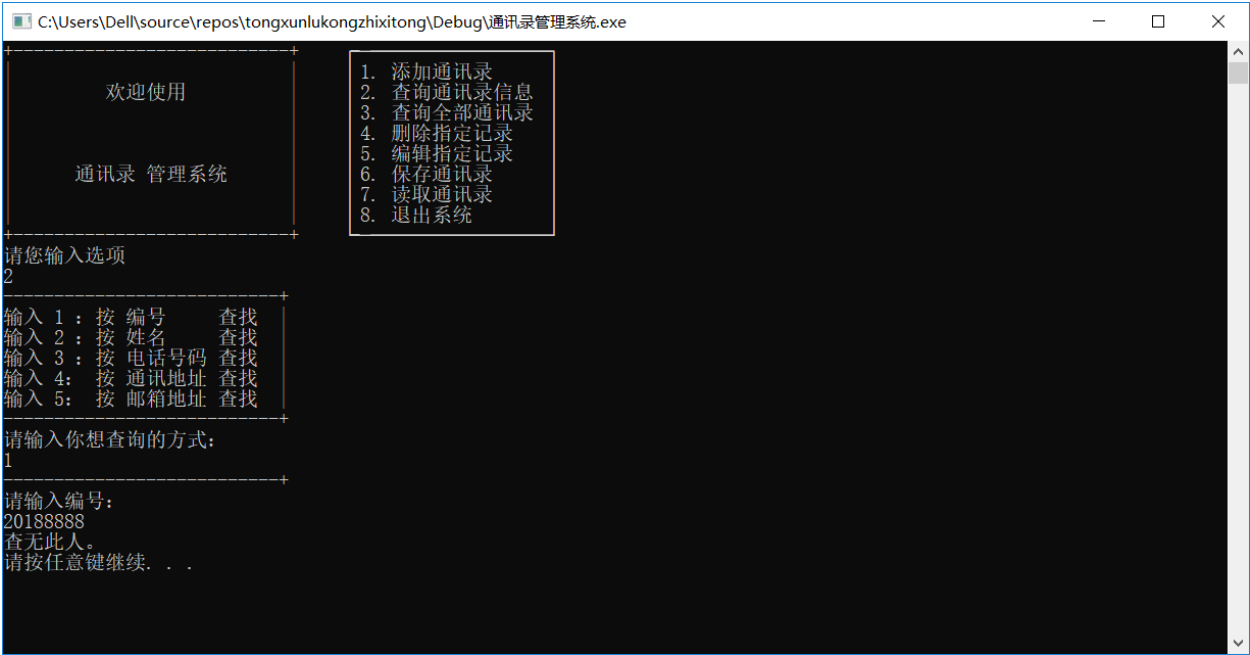 C:\Users\Dell\source\repos\tongxunlukongzhixitong\Debug\通讯录管理系统.exe
欢迎使用
通讯录 管理系统
1. 添加通讯录
2. 查询通讯录信息
3. 查询全部通讯录
4. 删除指定记录
5. 编辑指定记录
6. 保存通讯录
7. 读取通讯录
8. 退出系统
请您输入选项
2
输入 1 : 按 编号 查找
输入 2 : 按 姓名 查找
输入 3 : 按 电话号码 查找
输入 4: 按 通讯地址 查找
输入 5: 按 邮箱地址 查找
请输入你想查询的方式:
1
请输入编号:
20188888
查无此人。
请按任意键继续. . .